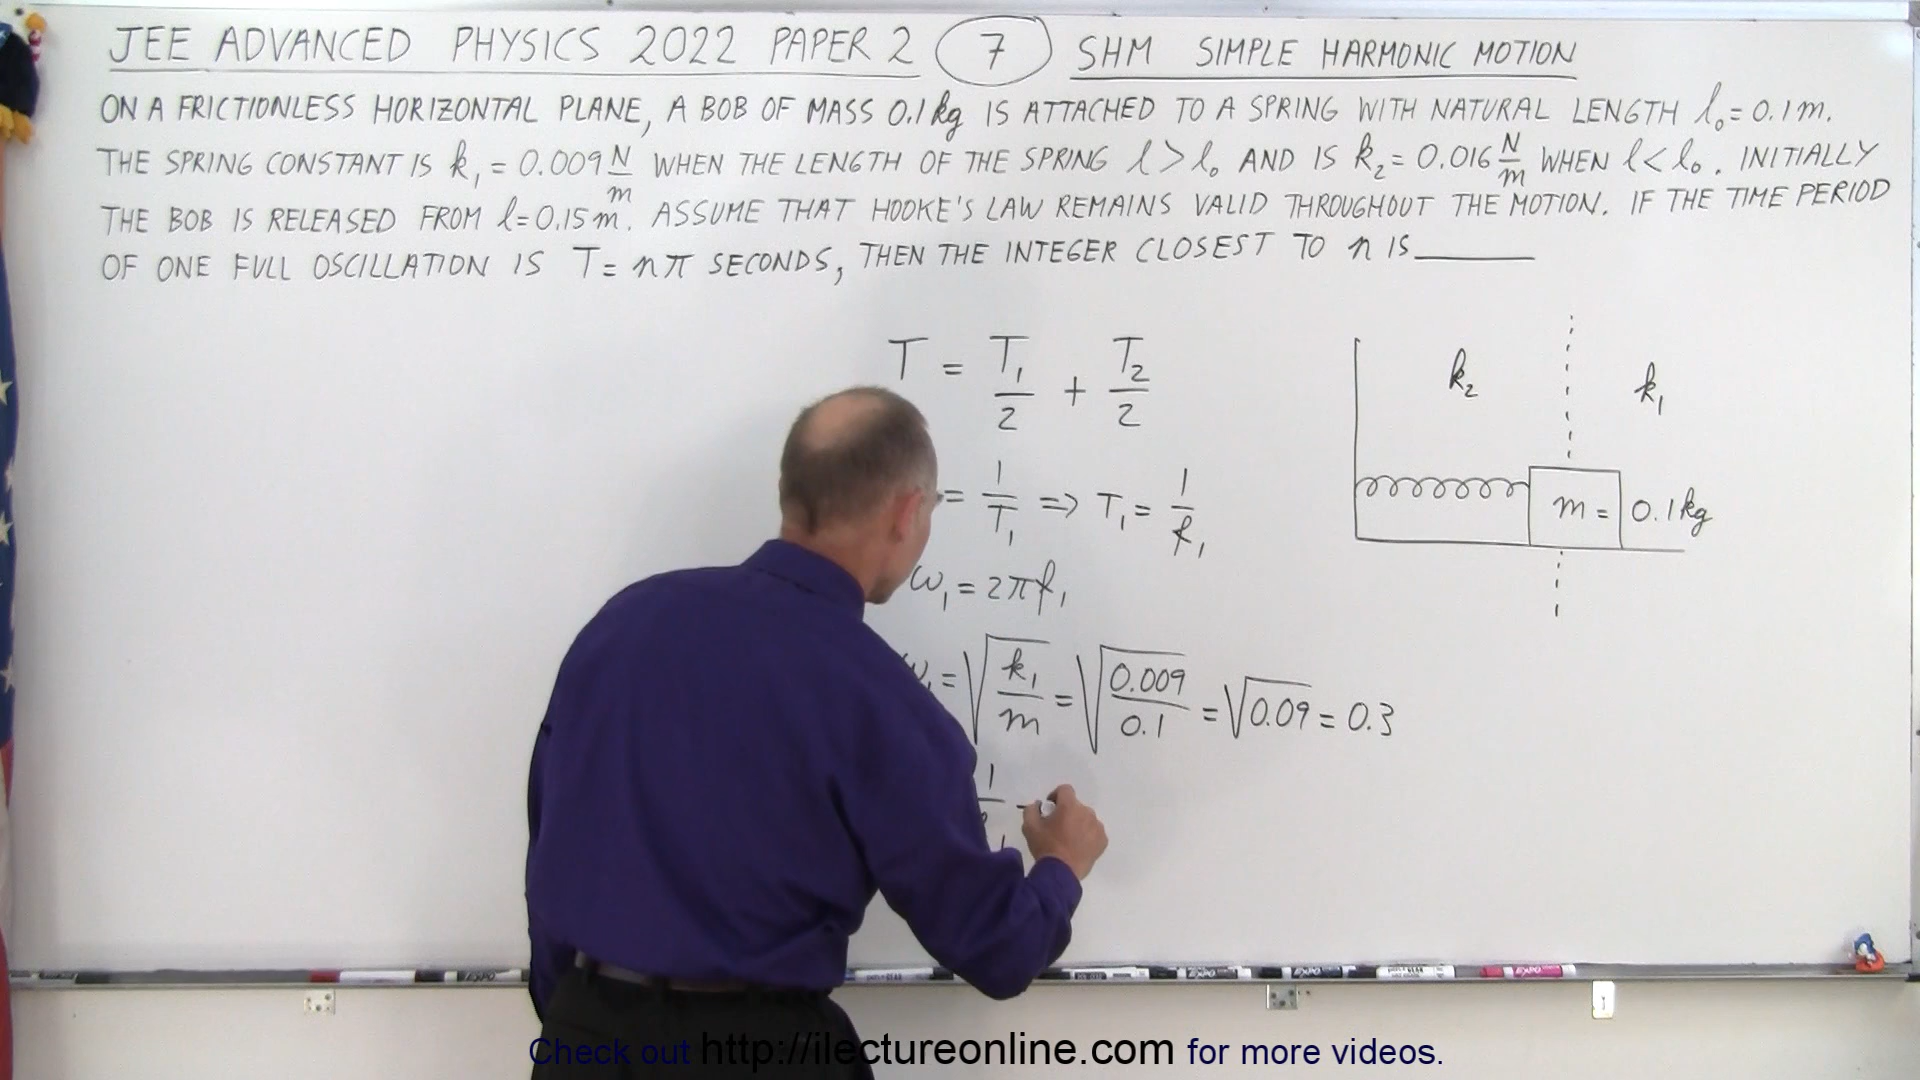 JEE ADVANCED PHYSICS 2022 PAPER 2 7 SHM SIMPLE HARMONIC MOTION
ON A FRICTIONLESS HORIZONTAL PLANE, A BOB OF MASS 0.1 kg IS ATTACHED TO A SPRING WITH NATURAL LENGTH l₀ = 0.1 m.
THE SPRING CONSTANT IS k₁ = 0.009 N/m WHEN THE LENGTH OF THE SPRING l > l₀ AND IS k₂ = 0.016 N/m WHEN l < l₀. INITIALLY
THE BOB IS RELEASED FROM l = 0.15 m. ASSUME THAT HOOKE'S LAW REMAINS VALID THROUGHOUT THE MOTION. IF THE TIME PERIOD
OF ONE FULL OSCILLATION IS T = nπ SECONDS, THEN THE INTEGER CLOSEST TO n IS ______
T = T₁/2 + T₂/2
= 1/T₁ ⇒ T₁ = 1/f₁
ω₁ = 2πf₁
ω₁ = √(k₁/m) = √(0.009/0.1) = √0.09 = 0.3
k₂ k₁
m = 0.1 kg
EXPO
EXPO
EXPO
EXPO
Check out http://ilectureonline.com for more videos.